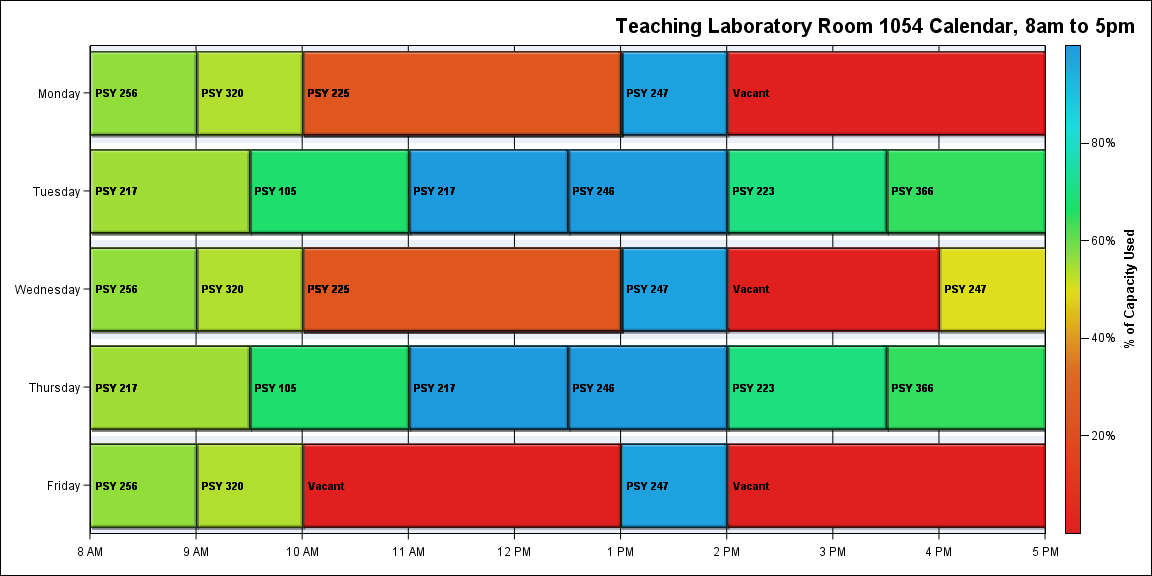 Teaching Laboratory Room 1054 Calendar, 8am to 5pm
Monday
PSY 256
PSY 320
PSY 225
PSY 247
Vacant
Tuesday
PSY 217
PSY 105
PSY 217
PSY 246
PSY 223
PSY 366
Wednesday
PSY 256
PSY 320
PSY 225
PSY 247
Vacant
PSY 247
Thursday
PSY 217
PSY 105
PSY 217
PSY 246
PSY 223
PSY 366
Friday
PSY 256
PSY 320
Vacant
PSY 247
Vacant
8 AM
9 AM
10 AM
11 AM
12 PM
1 PM
2 PM
3 PM
4 PM
5 PM
80%
60%
40%
20%
% of Capacity Used